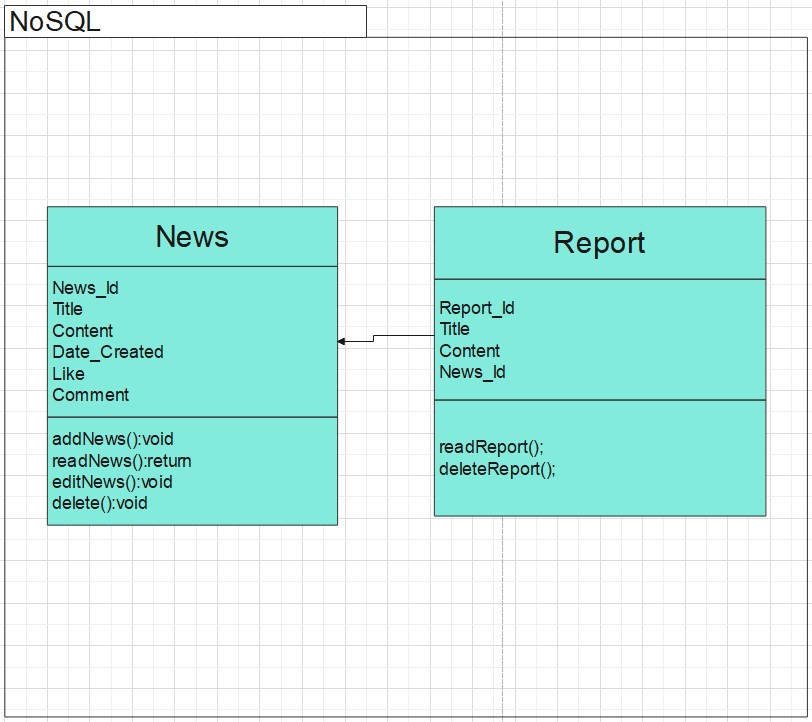 NoSQL
News
News_Id
Title
Content
Date_Created
Like
Comment
addNews():void
readNews():return
editNews():void
delete():void
Report
Report_Id
Title
Content
News_Id
readReport();
deleteReport();